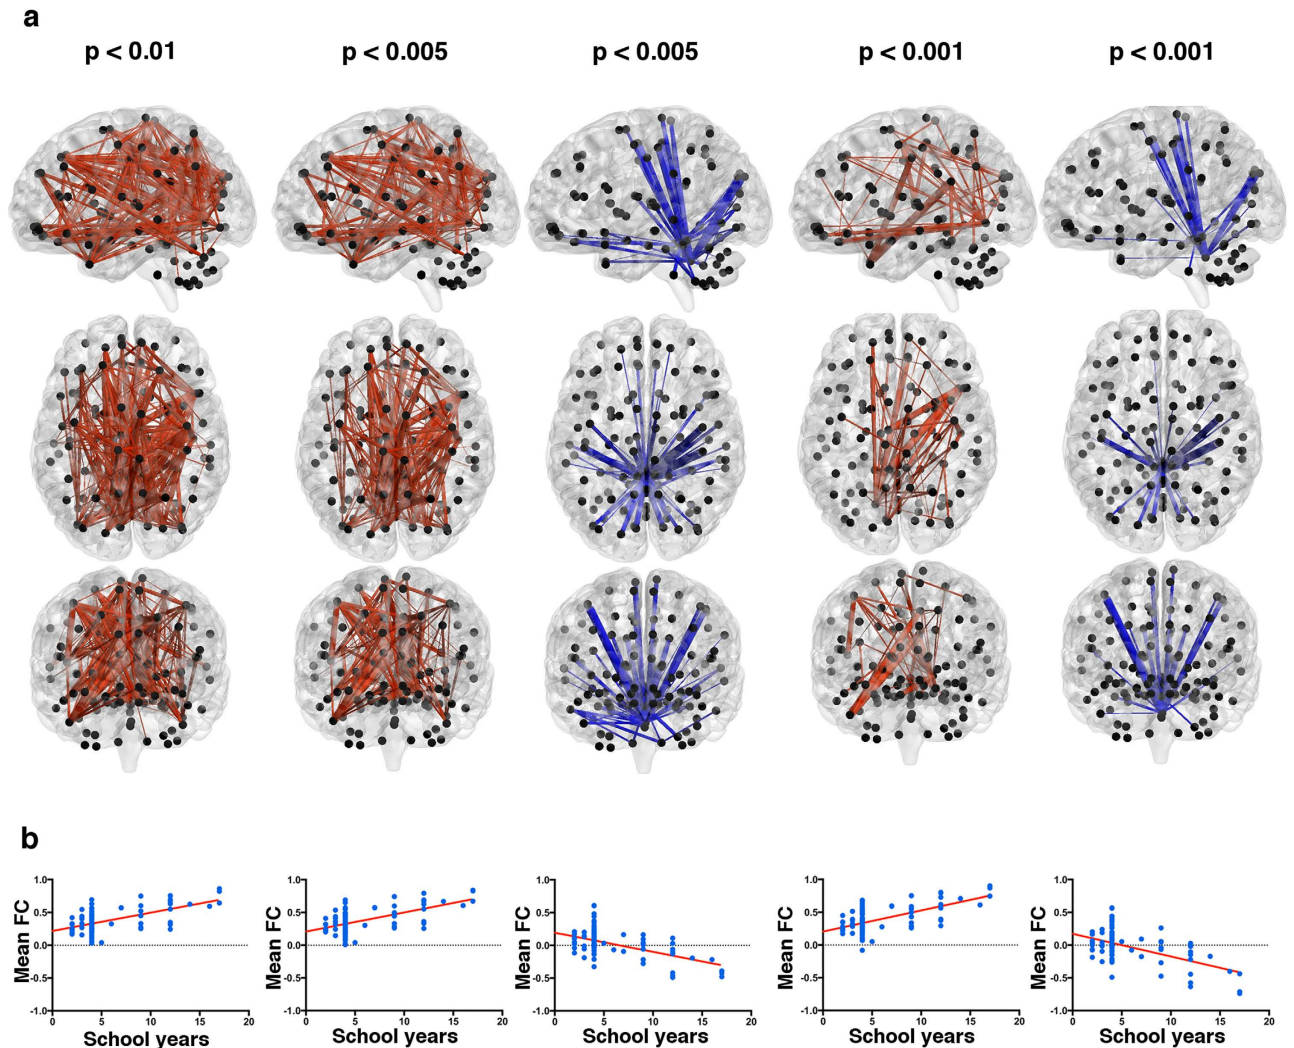 a
p < 0.01 p < 0.005 p < 0.005 p < 0.001 p < 0.001
b
1.0 1.0 1.0 1.0 1.0
0.5 0.5 0.5 0.5 0.5
0.0 0.0 0.0 0.0 0.0
-0.5 -0.5 -0.5 -0.5 -0.5
-1.0 -1.0 -1.0 -1.0 -1.0
Mean FC Mean FC Mean FC Mean FC Mean FC
0 5 10 15 20 0 5 10 15 20 0 5 10 15 20 0 5 10 15 20 0 5 10 15 20
School years School years School years School years School years